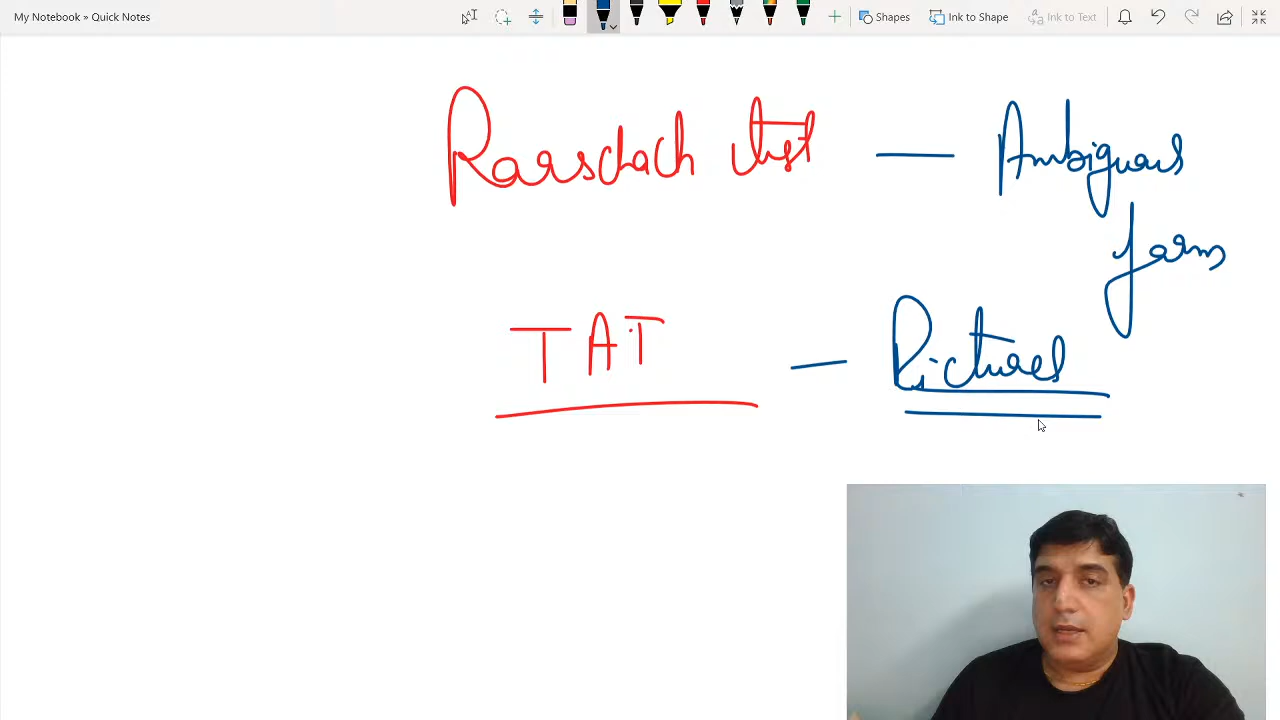 My Notebook » Quick Notes
Shapes
Ink to Shape
Ink to Text
Rorschach test — Ambiguous
form
TAT — Pictures